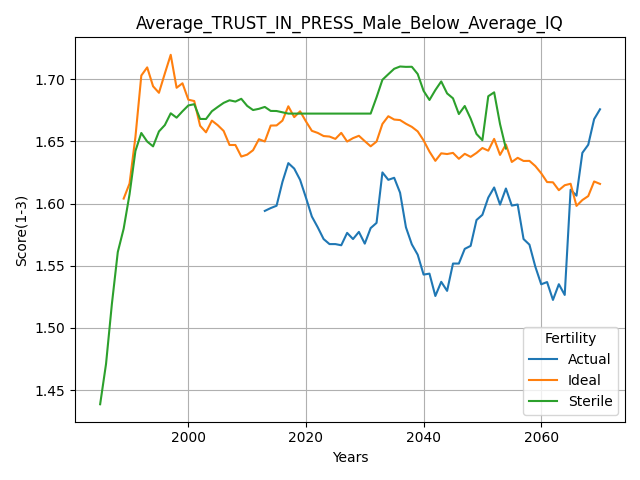 Average_TRUST_IN_PRESS_Male_Below_Average_IQ
Score(1-3)
1.70
1.65
1.60
1.55
1.50
1.45
2000
2020
2040
2060
Years
Fertility
Actual
Ideal
Sterile